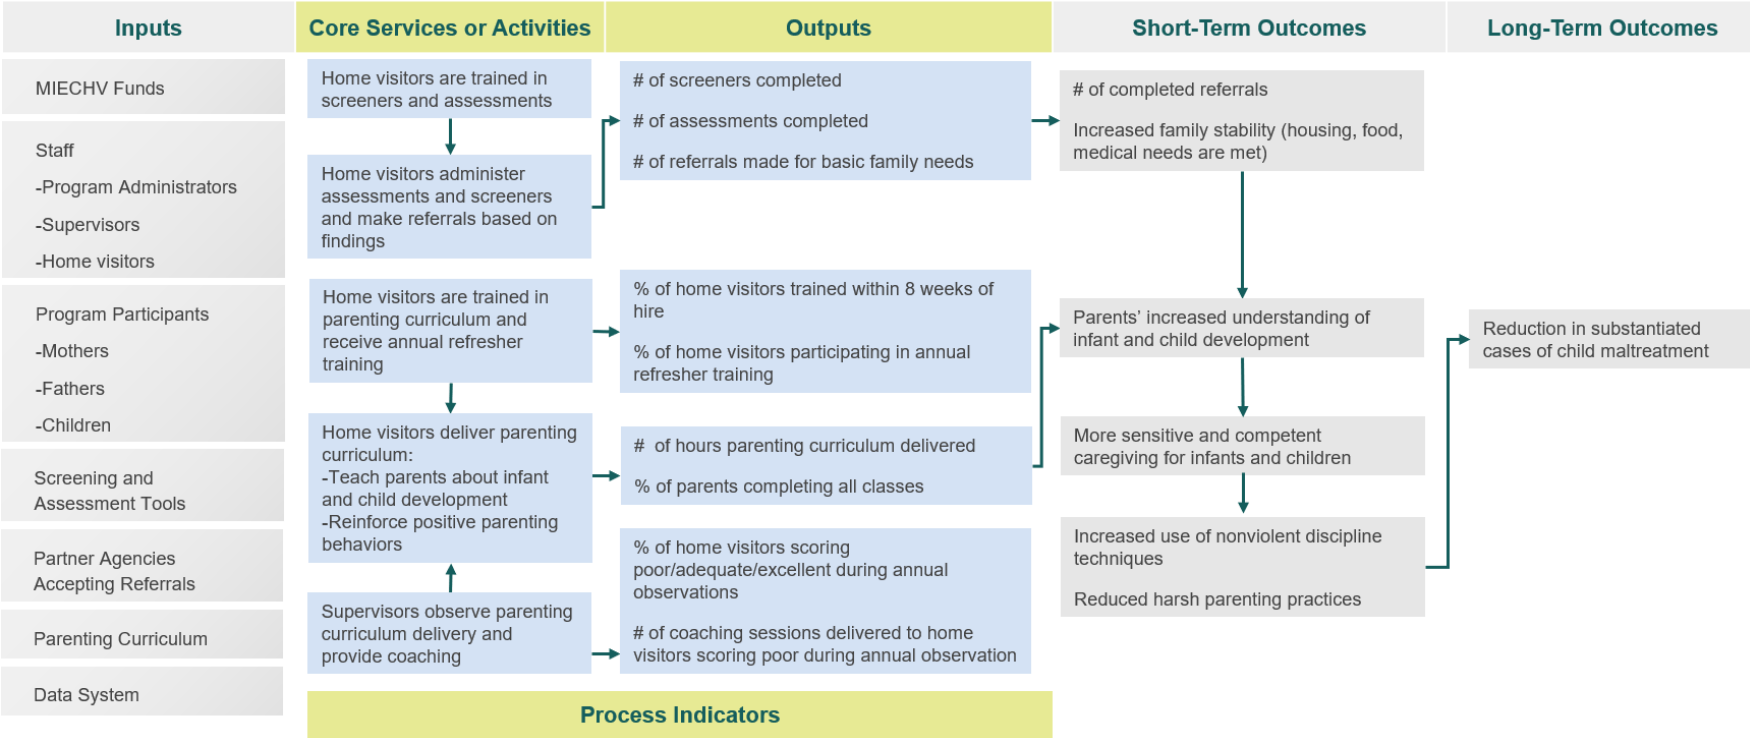 Inputs
Core Services or Activities
Outputs
Short-Term Outcomes
Long-Term Outcomes
MIECHV Funds
Staff
-Program Administrators
-Supervisors
-Home visitors
Program Participants
-Mothers
-Fathers
-Children
Screening and
Assessment Tools
Partner Agencies
Accepting Referrals
Parenting Curriculum
Data System
Home visitors are trained in
screeners and assessments
Home visitors administer
assessments and screeners
and make referrals based on
findings
Home visitors are trained in
parenting curriculum and
receive annual refresher
training
Home visitors deliver parenting
curriculum:
-Teach parents about infant
and child development
-Reinforce positive parenting
behaviors
Supervisors observe parenting
curriculum delivery and
provide coaching
# of screeners completed
# of assessments completed
# of referrals made for basic family needs
% of home visitors trained within 8 weeks of
hire
% of home visitors participating in annual
refresher training
# of hours parenting curriculum delivered
% of parents completing all classes
% of home visitors scoring
poor/adequate/excellent during annual
observations
# of coaching sessions delivered to home
visitors scoring poor during annual observation
Process Indicators
# of completed referrals
Increased family stability (housing, food,
medical needs are met)
Parents’ increased understanding of
infant and child development
More sensitive and competent
caregiving for infants and children
Increased use of nonviolent discipline
techniques
Reduced harsh parenting practices
Reduction in substantiated
cases of child maltreatment